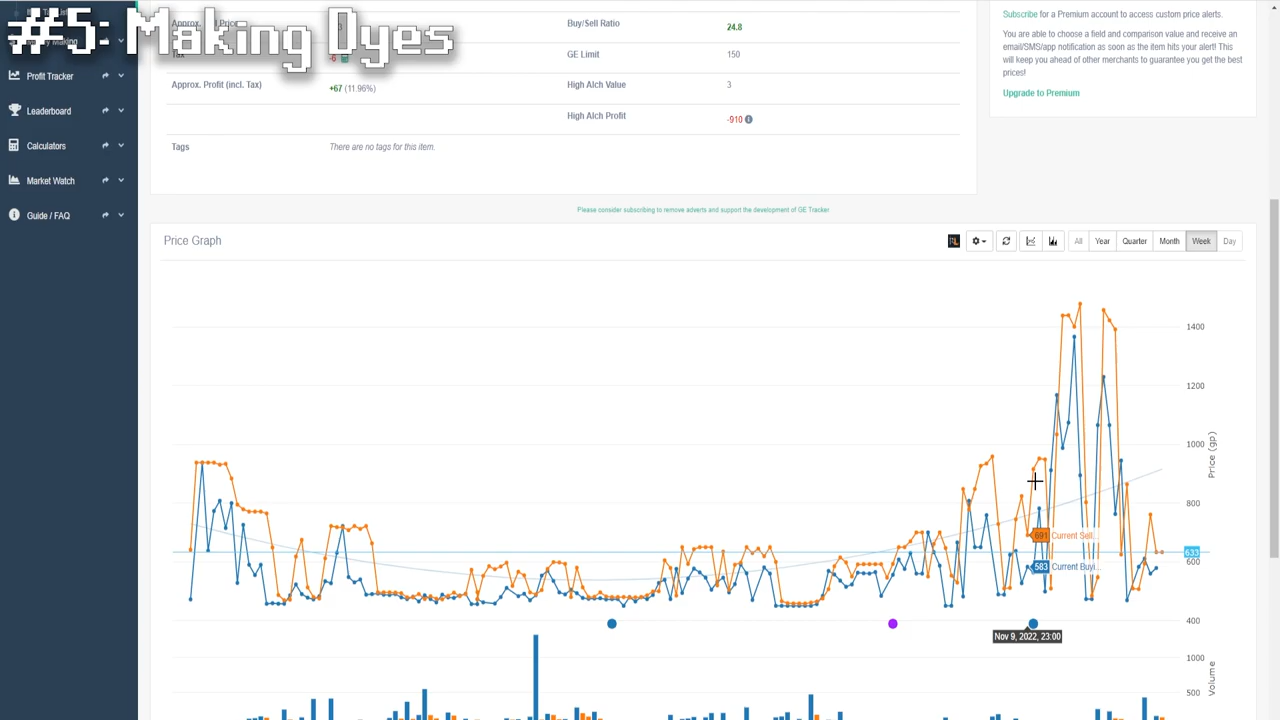 #5: Making Dyes
Profit Tracker
Leaderboard
Calculators
Market Watch
Guide / FAQ
Tax
-6
Approx. Profit (incl. Tax)
+67 (11.96%)
Tags
There are no tags for this item.
Buy/Sell Ratio
24.8
GE Limit
150
High Alch Value
3
High Alch Profit
-910
Subscribe for a Premium account to access custom price alerts.
You are able to choose a field and comparison value and receive an
email/SMS/app notification as soon as the item hits your alert! This
will keep you ahead of other merchants to guarantee you get the best
prices!
Upgrade to Premium
Please consider subscribing to remove adverts and support the development of GE Tracker
Price Graph
All
Year
Quarter
Month
Week
Day
1400
1200
1000
800
633
600
400
Price (gp)
691 Current Sell...
583 Current Buyi...
Nov 9, 2022, 23:00
1000
500
Volume